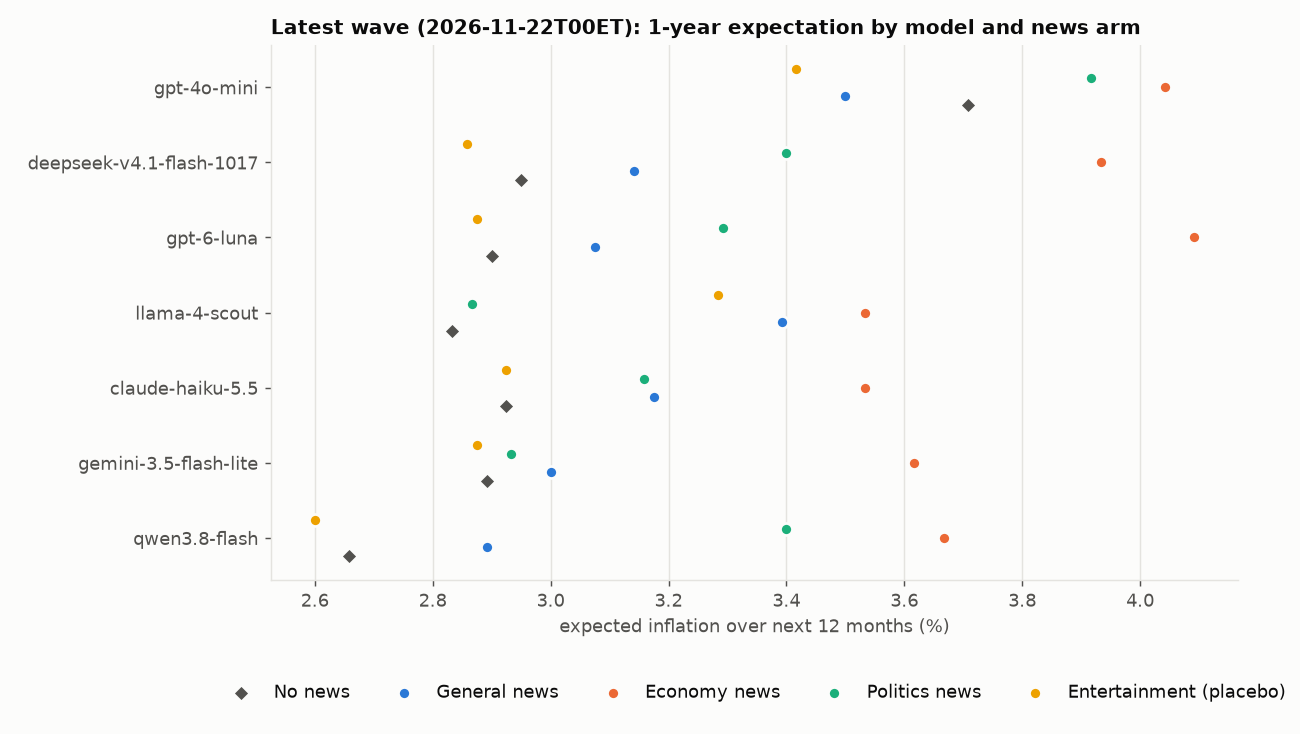 Latest wave (2026-11-22T00ET): 1-year expectation by model and news arm
gpt-4o-mini
deepseek-v4.1-flash-1017
gpt-6-luna
llama-4-scout
claude-haiku-5.5
gemini-3.5-flash-lite
qwen3.8-flash
2.6 2.8 3.0 3.2 3.4 3.6 3.8 4.0
expected inflation over next 12 months (%)
No news General news Economy news Politics news Entertainment (placebo)